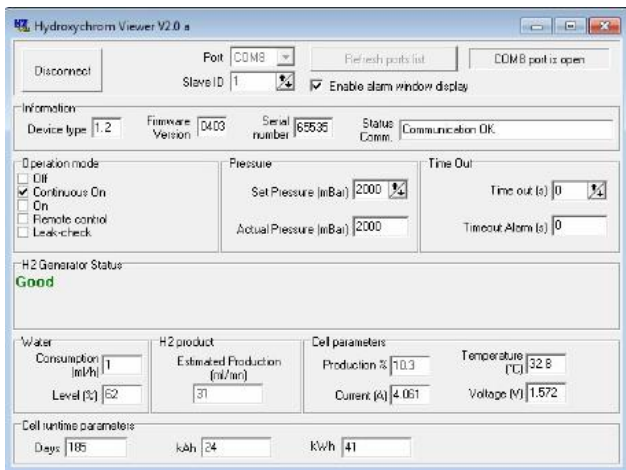 Hydroxychrom Viewer V2.0 a
Disconnect
Port COM8
Refresh ports list
COM8 port is open
Slave ID 1
Enable alarm window display
Information
Device type 1.2
Firmware Version 0403
Serial number 65535
Status Comm. Communication OK
Operation mode
Off
Continuous On
On
Remote control
Leak-check
Pressure
Set Pressure (mBar) 2000
Actual Pressure (mBar) 2000
Time Out
Time out (s) 0
Timeout Alarm (s) 0
H2 Generator Status
Good
Water
Consumption (ml/h) 1
Level (%) 62
H2 product
Estimated Production (ml/mn)
31
Cell parameters
Production % 10.3
Temperature (°C) 32.8
Current (A) 4.061
Voltage (V) 1.572
Cell runtime parameters
Days 185
kAh 24
kWh 41